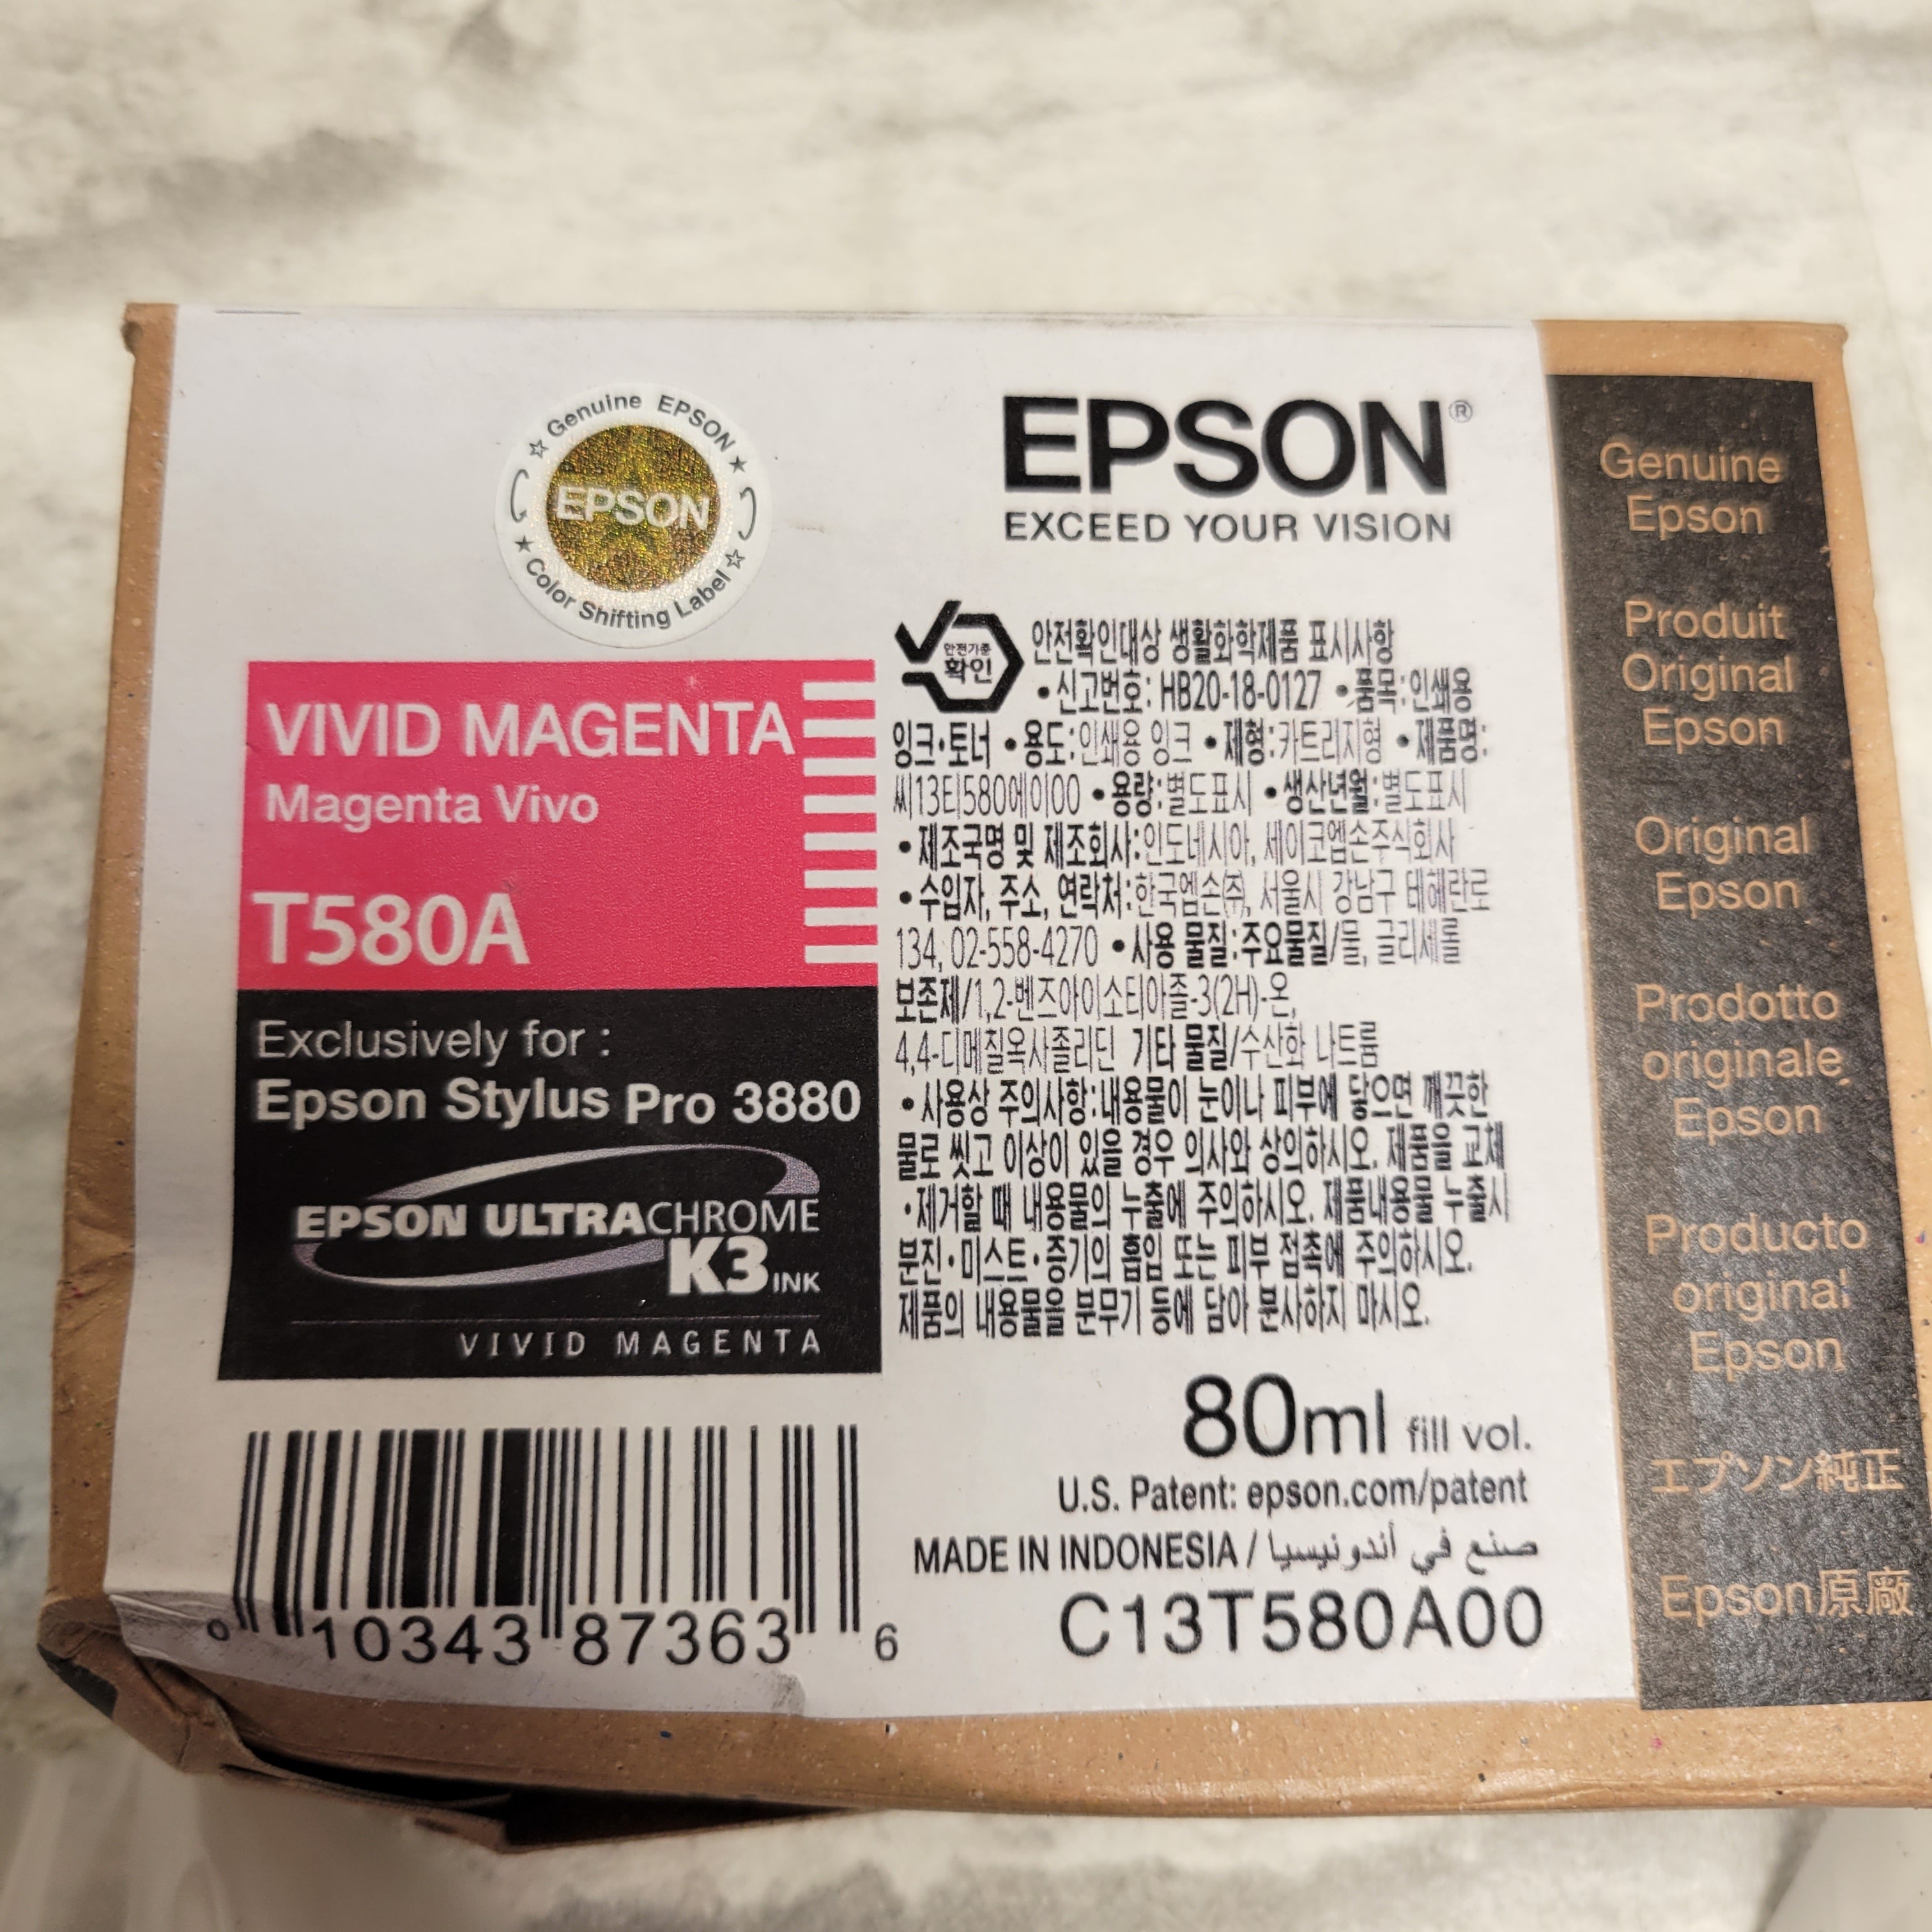 Genuine EPSON
EPSON
Color Shifting Label
EPSON®
EXCEED YOUR VISION
VIVID MAGENTA
Magenta Vivo
T580A
Exclusively for :
Epson Stylus Pro 3880
EPSON ULTRACHROME
K3 INK
VIVID MAGENTA
0 10343 87363 6
안전기준
확인
안전확인대상 생활화학제품 표시사항
•신고번호: HB20-18-0127 •품목:인쇄용
잉크·토너 •용도:인쇄용 잉크 •제형:카트리지형 •제품명:
씨13티580에이00 •용량:별도표시 •생산년월:별도표시
•제조국명 및 제조회사:인도네시아, 세이코엡손주식회사
•수입자, 주소, 연락처:한국엡손(주), 서울시 강남구 테헤란로
134, 02-558-4270 •사용 물질:주요물질/물, 글리세롤
보존제/1,2-벤즈아이소티아졸-3(2H)-온,
4,4-디메칠옥사졸리딘 기타 물질/수산화 나트륨
•사용상 주의사항:내용물이 눈이나 피부에 닿으면 깨끗한
물로 씻고 이상이 있을 경우 의사와 상의하시오. 제품을 교체
·제거할 때 내용물의 누출에 주의하시오. 제품내용물 누출시
분진·미스트·증기의 흡입 또는 피부 접촉에 주의하시오.
제품의 내용물을 분무기 등에 담아 분사하지 마시오.
80ml fill vol.
U.S. Patent: epson.com/patent
MADE IN INDONESIA / صنع في أندونيسيا
C13T580A00
Genuine
Epson
Produit
Original
Epson
Original
Epson
Prodotto
originale
Epson
Producto
original
Epson
エプソン純正
Epson原廠